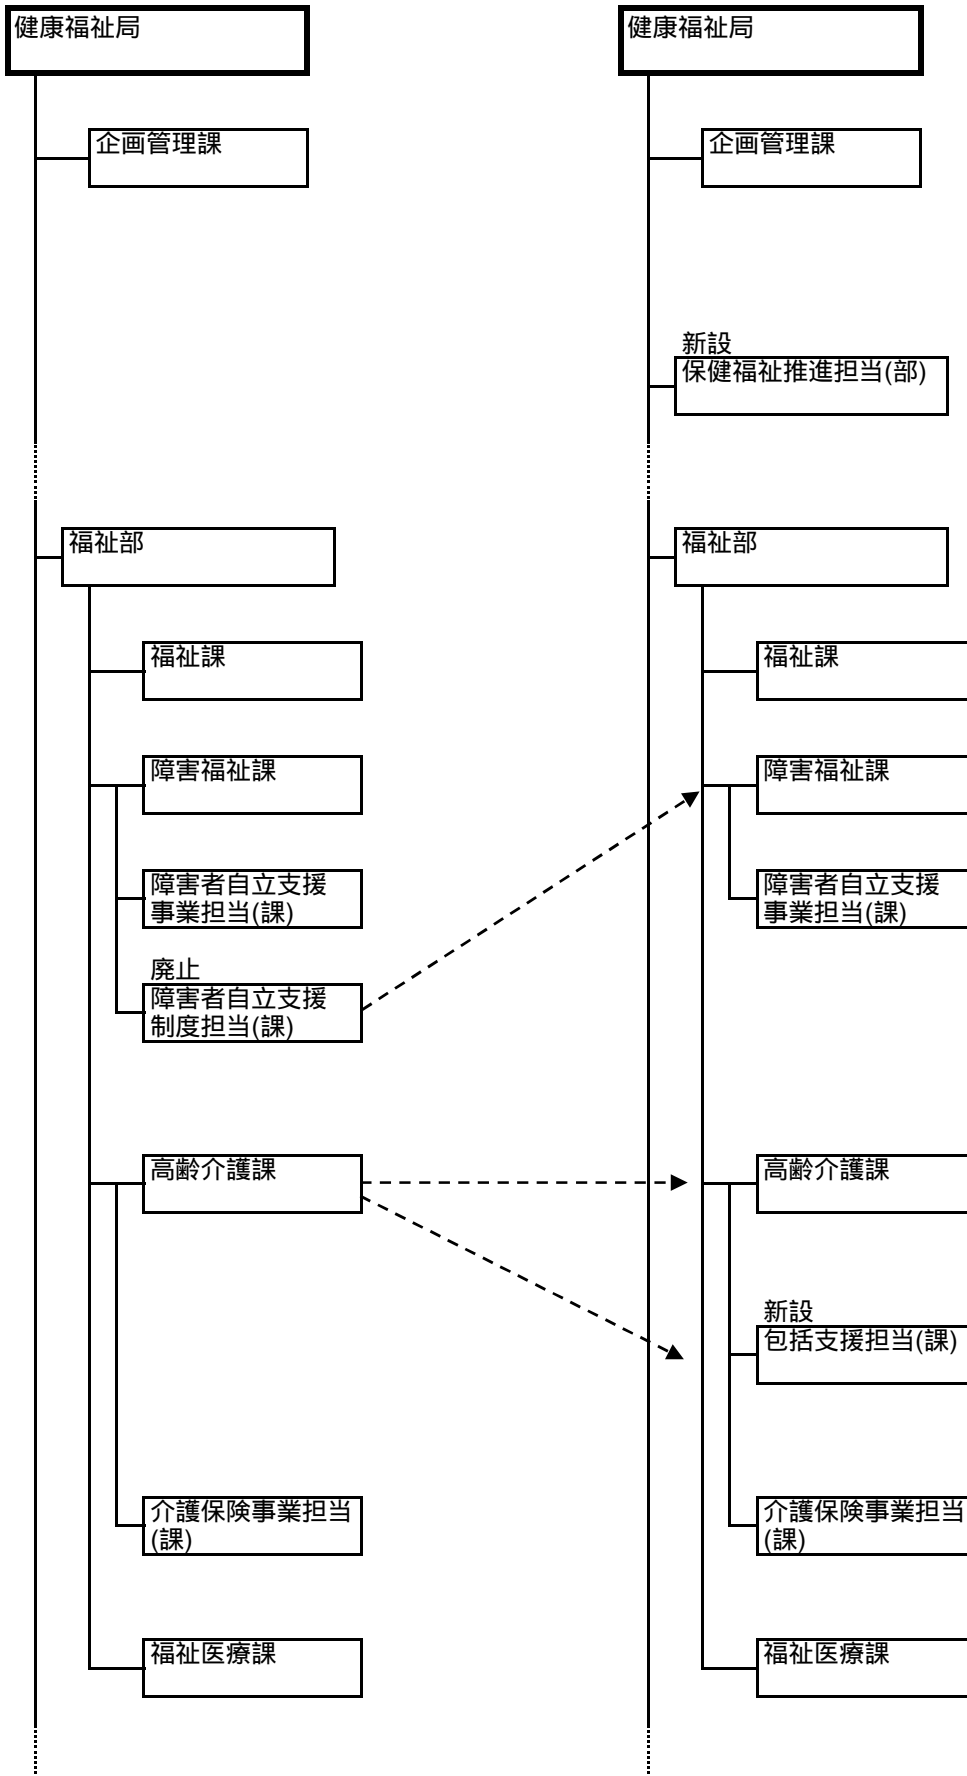 健康福祉局
企画管理課
福祉部
福祉課
障害福祉課
障害者自立支援
事業担当(課)
廃止
障害者自立支援
制度担当(課)
高齢介護課
介護保険事業担当
(課)
福祉医療課
健康福祉局
企画管理課
新設
保健福祉推進担当(部)
福祉部
福祉課
障害福祉課
障害者自立支援
事業担当(課)
高齢介護課
新設
包括支援担当(課)
介護保険事業担当
(課)
福祉医療課